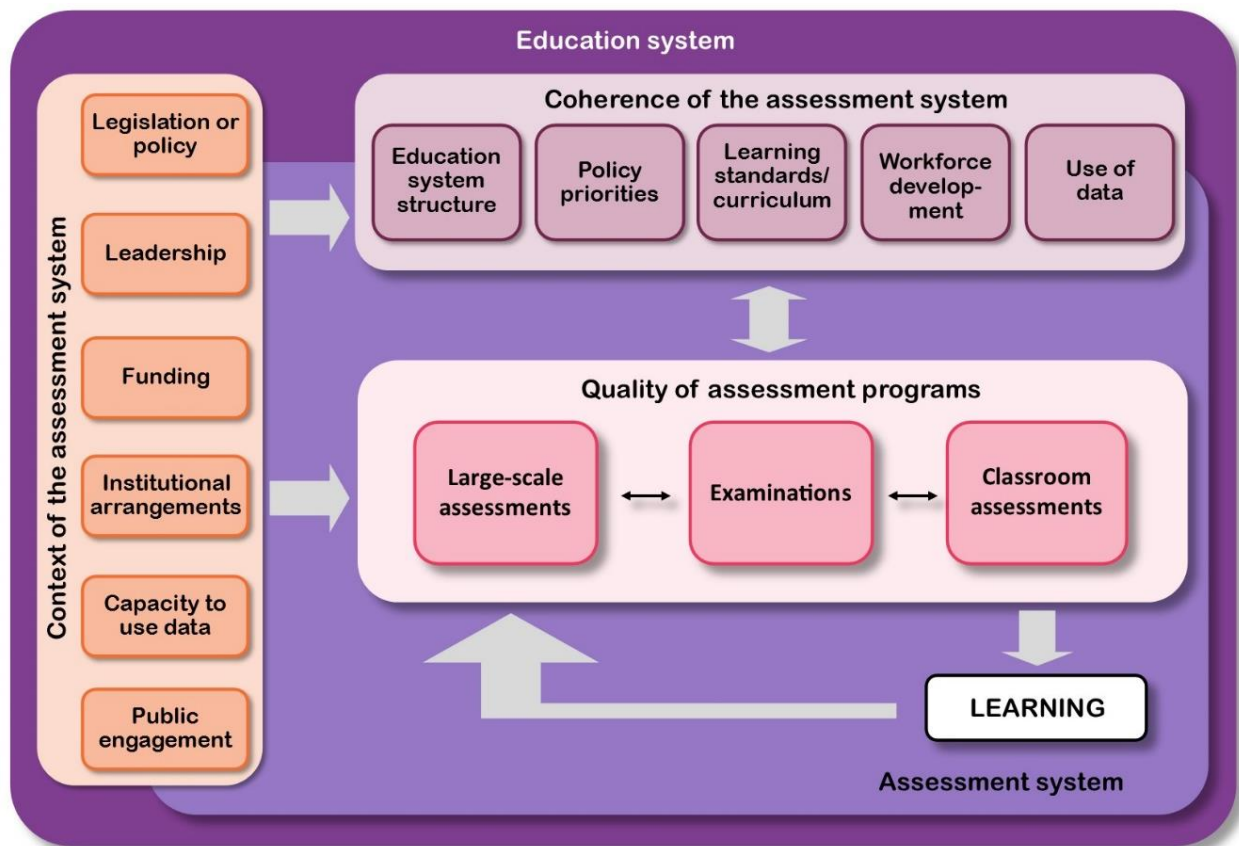 Education system
Context of the assessment system
Legislation or
policy
Leadership
Funding
Institutional
arrangements
Capacity to
use data
Public
engagement
Coherence of the assessment system
Education
system
structure
Policy
priorities
Learning
standards/
curriculum
Workforce
develop-
ment
Use of
data
Quality of assessment programs
Large-scale
assessments
Examinations
Classroom
assessments
LEARNING
Assessment system